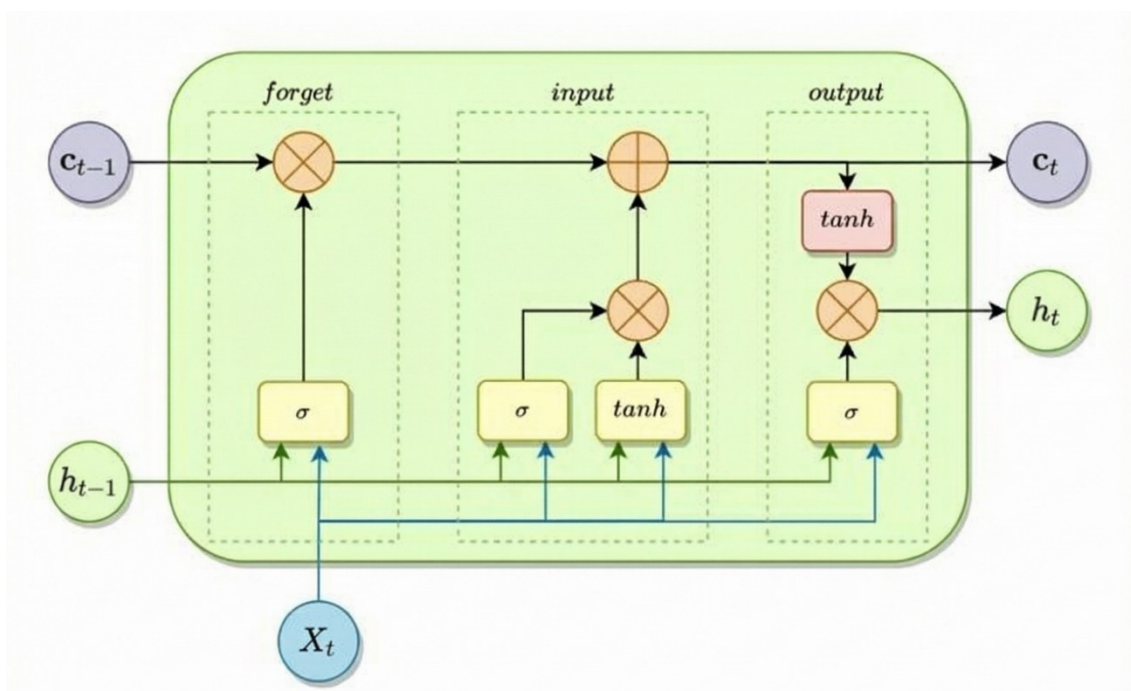 forget input output
c_{t-1} c_t
tanh
h_t
σ σ tanh σ
h_{t-1}
X_t